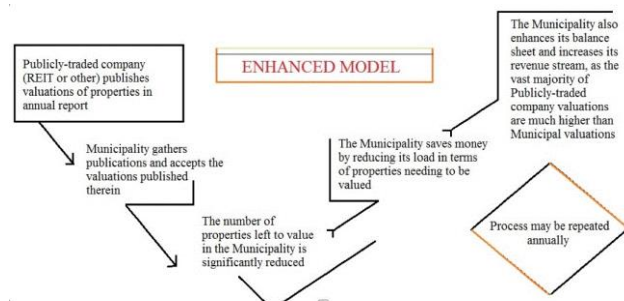 ENHANCED MODEL
Publicly-traded company
(REIT or other) publishes
valuations of properties in
annual report
Municipality gathers
publications and accepts the
valuations published
therein
The number of
properties left to value
in the Municipality is
significantly reduced
The Municipality saves money
by reducing its load in terms
of properties needing to be
valued
The Municipality also
enhances its balance
sheet and increases its
revenue stream, as the
vast majority of
Publicly-traded
company valuations
are much higher than
Municipal valuations
Process may be repeated
annually